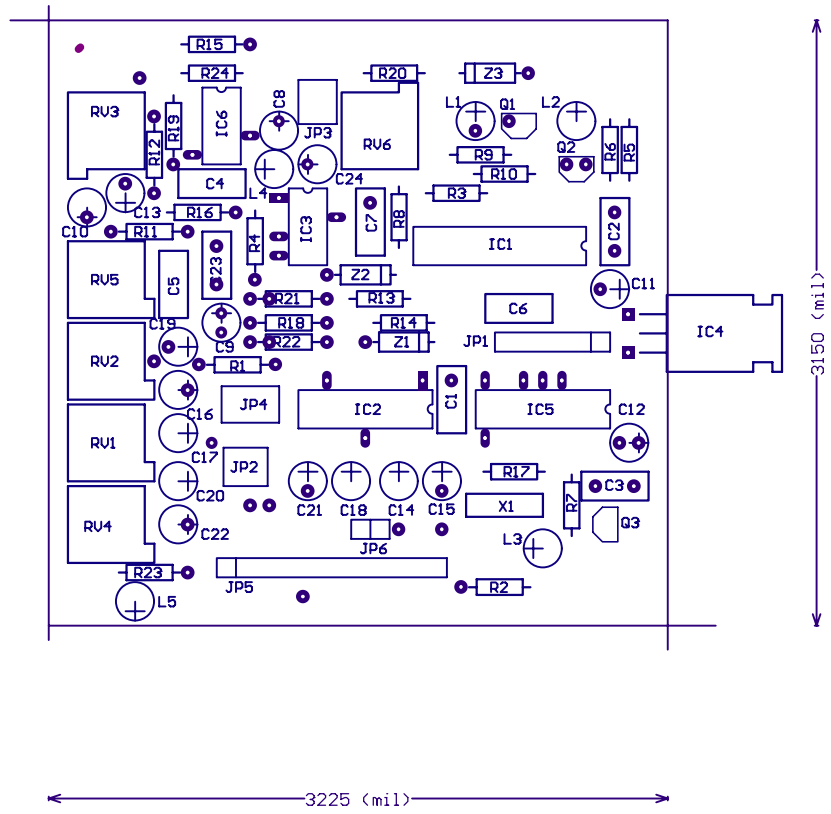 R15
R24
R20
Z3
RV3
R19
R12
IC6
C8
JP3
RV6
L1
Q1
L2
Q2
R6
R5
R9
R10
R3
C4
L4
C24
C10
C13
R16
R11
R4
IC3
C7
R8
IC1
C2
RV5
C5
C23
Z2
C11
R21
R13
C6
C19
C9
R18
R14
R22
Z1
JP1
IC4
3150 (mil)
RV2
R1
C16
JP4
IC2
C1
IC5
C12
RV1
C17
JP2
C20
C21
C18
C14
C15
R17
X1
C3
R7
Q3
RV4
C22
JP6
L3
R23
JP5
R2
L5
3225 (mil)